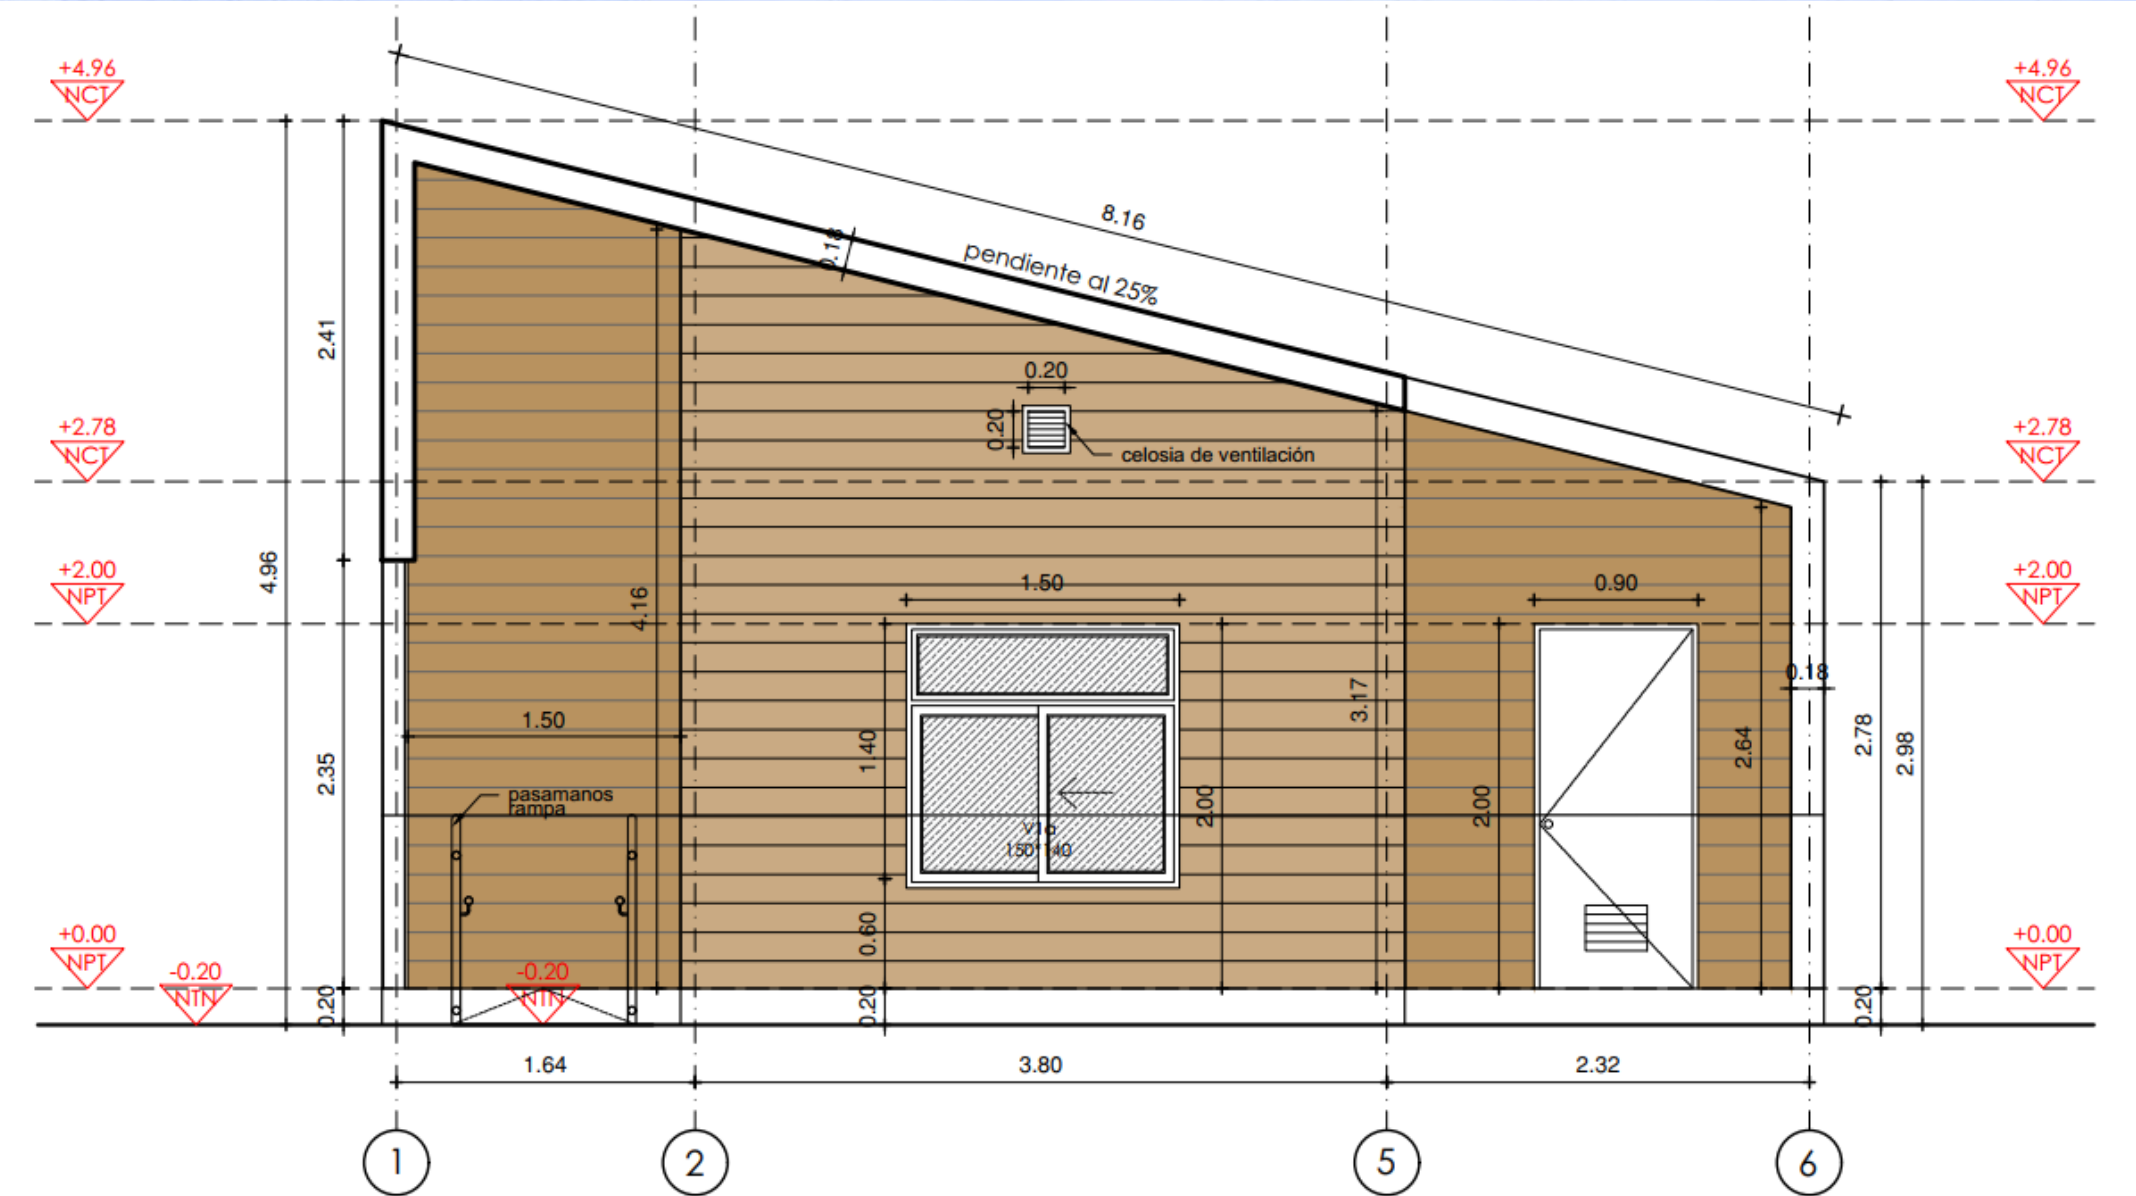 +4.96
NCT
+4.96
NCT
8.16
0.18
pendiente al 25%
2.41
0.20
0.20
celosia de ventilación
+2.78
NCT
+2.78
NCT
4.96
+2.00
NPT
+2.00
NPT
4.16
1.50
0.90
0.18
3.17
1.50
1.40
2.64
2.78
2.98
2.35
pasamanos
rampa
2.00
2.00
V1a
150*140
0.60
+0.00
NPT
-0.20
NTN
-0.20
NTN
+0.00
NPT
0.20
0.20
0.20
1.64
3.80
2.32
1
2
5
6